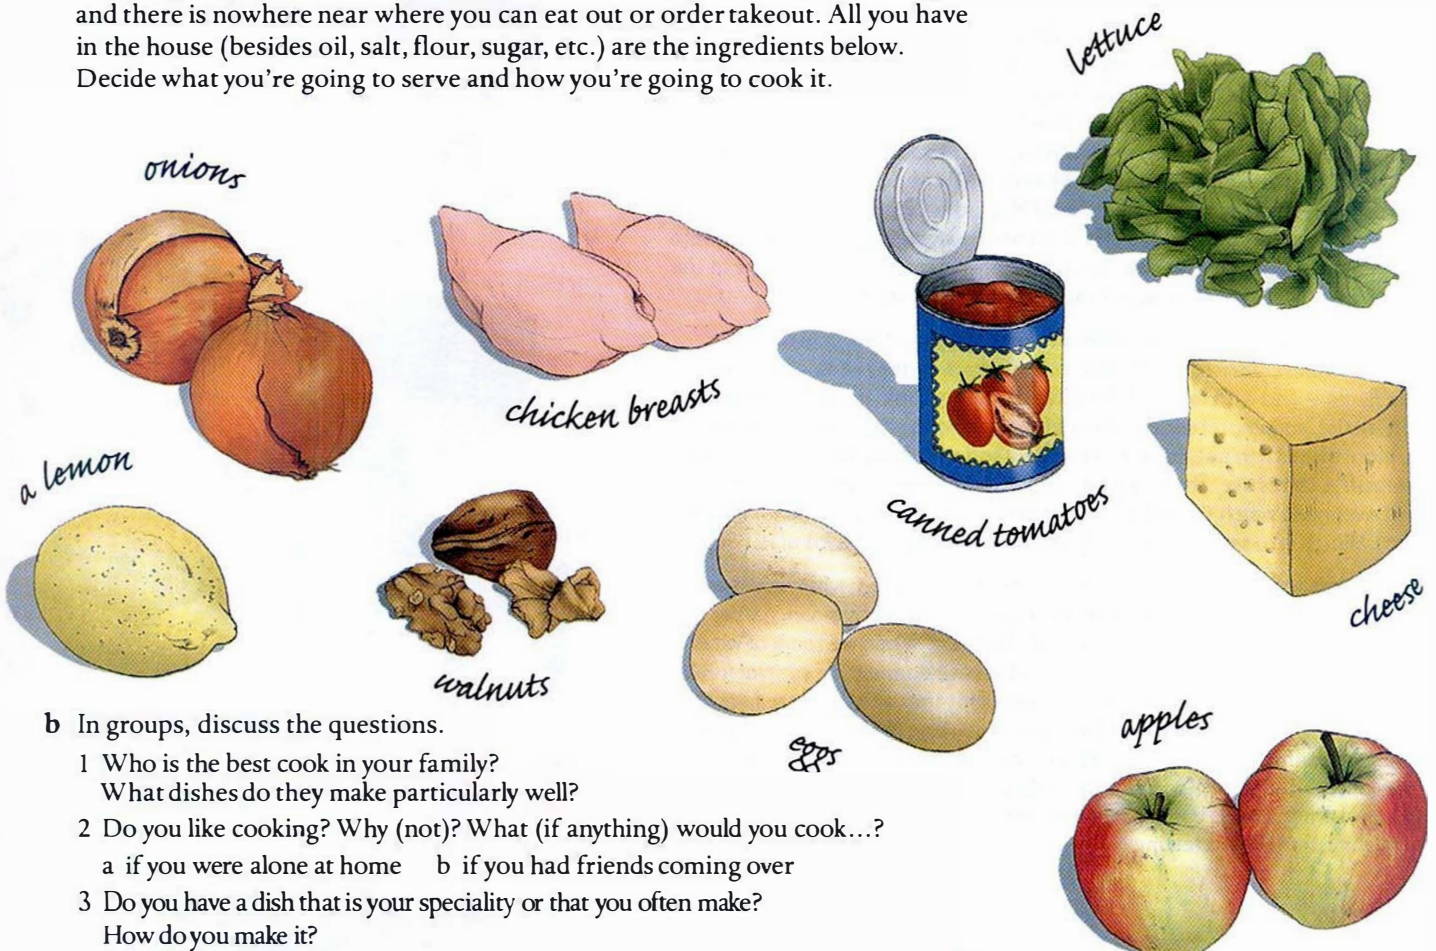 and there is nowhere near where you can eat out or order takeout. All you have
in the house (besides oil, salt, flour, sugar, etc.) are the ingredients below.
Decide what you're going to serve and how you're going to cook it.
lettuce
onions
chicken breasts
canned tomatoes
a lemon
walnuts
eggs
cheese
apples
b In groups, discuss the questions.
1 Who is the best cook in your family?
What dishes do they make particularly well?
2 Do you like cooking? Why (not)? What (if anything) would you cook...?
a if you were alone at home b if you had friends coming over
3 Do you have a dish that is your speciality or that you often make?
How do you make it?